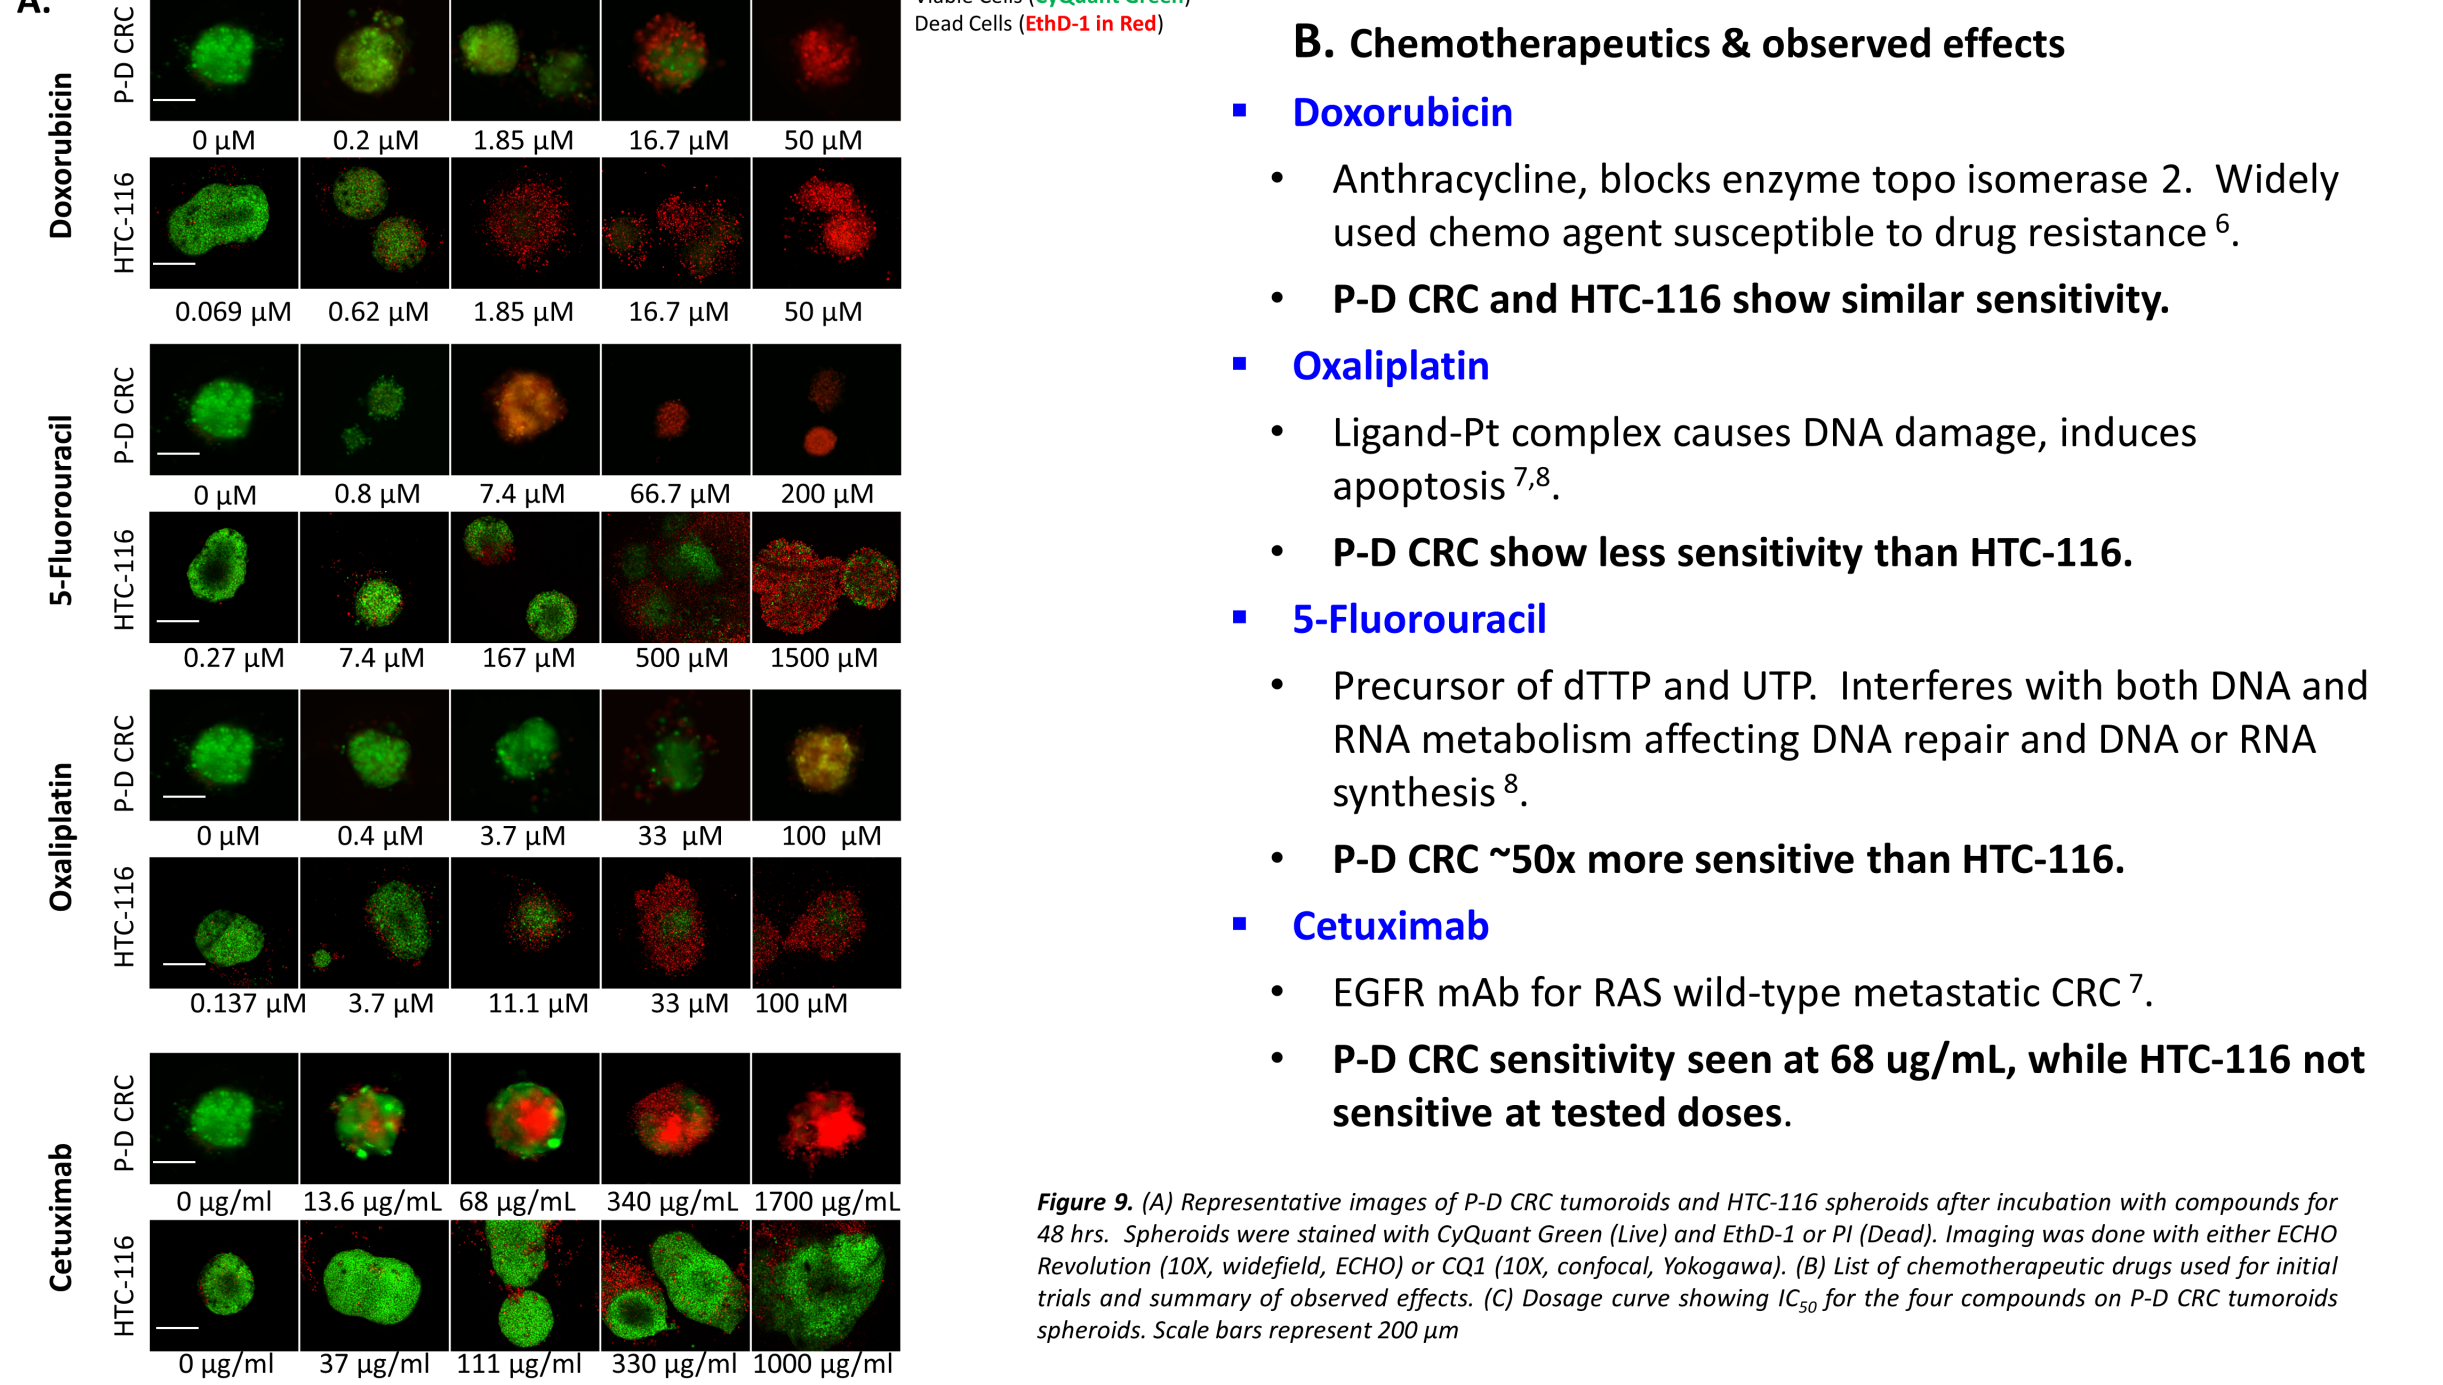 A.
Viable Cells (CyQuant Green)
Dead Cells (EthD-1 in Red)
Doxorubicin
P-D CRC
0 µM 0.2 µM 1.85 µM 16.7 µM 50 µM
HTC-116
0.069 µM 0.62 µM 1.85 µM 16.7 µM 50 µM
5-Fluorouracil
P-D CRC
0 µM 0.8 µM 7.4 µM 66.7 µM 200 µM
HTC-116
0.27 µM 7.4 µM 167 µM 500 µM 1500 µM
Oxaliplatin
P-D CRC
0 µM 0.4 µM 3.7 µM 33 µM 100 µM
HTC-116
0.137 µM 3.7 µM 11.1 µM 33 µM 100 µM
Cetuximab
P-D CRC
0 µg/ml 13.6 µg/mL 68 µg/mL 340 µg/mL 1700 µg/mL
HTC-116
0 µg/ml 37 µg/ml 111 µg/ml 330 µg/ml 1000 µg/ml
B. Chemotherapeutics & observed effects
▪ Doxorubicin
• Anthracycline, blocks enzyme topo isomerase 2. Widely
used chemo agent susceptible to drug resistance 6.
• P-D CRC and HTC-116 show similar sensitivity.
▪ Oxaliplatin
• Ligand-Pt complex causes DNA damage, induces
apoptosis 7,8.
• P-D CRC show less sensitivity than HTC-116.
▪ 5-Fluorouracil
• Precursor of dTTP and UTP. Interferes with both DNA and
RNA metabolism affecting DNA repair and DNA or RNA
synthesis 8.
• P-D CRC ~50x more sensitive than HTC-116.
▪ Cetuximab
• EGFR mAb for RAS wild-type metastatic CRC 7.
• P-D CRC sensitivity seen at 68 ug/mL, while HTC-116 not
sensitive at tested doses.
Figure 9. (A) Representative images of P-D CRC tumoroids and HTC-116 spheroids after incubation with compounds for
48 hrs. Spheroids were stained with CyQuant Green (Live) and EthD-1 or PI (Dead). Imaging was done with either ECHO
Revolution (10X, widefield, ECHO) or CQ1 (10X, confocal, Yokogawa). (B) List of chemotherapeutic drugs used for initial
trials and summary of observed effects. (C) Dosage curve showing IC50 for the four compounds on P-D CRC tumoroids
spheroids. Scale bars represent 200 µm